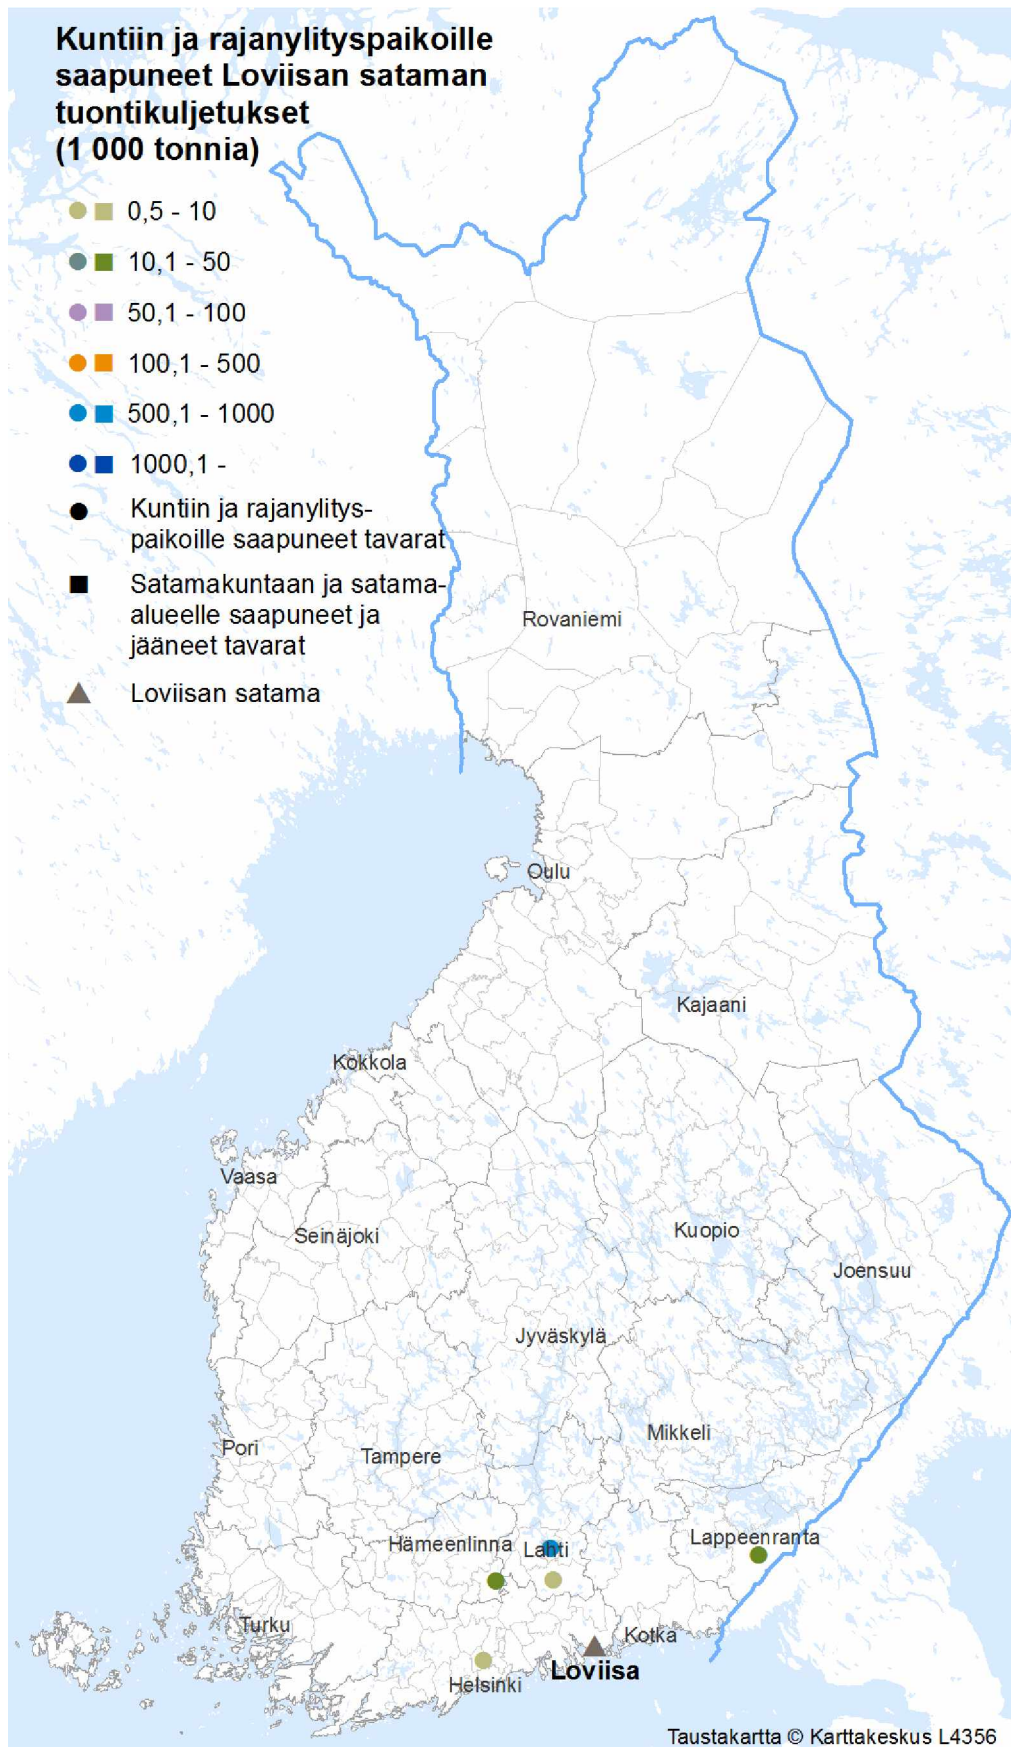 Kuntiin ja rajanylityspaikoille
saapuneet Loviisan sataman
tuontikuljetukset
(1 000 tonnia)
0,5 - 10
10,1 - 50
50,1 - 100
100,1 - 500
500,1 - 1000
1000,1 -
Kuntiin ja rajanylitys-
paikoille saapuneet tavarat
Satamakuntaan ja satama-
alueelle saapuneet ja
jääneet tavarat
Loviisan satama
Rovaniemi
Oulu
Kajaani
Kokkola
Vaasa
Seinäjoki
Kuopio
Joensuu
Jyväskylä
Mikkeli
Pori
Tampere
Lappeenranta
Hämeenlinna
Lahti
Turku
Kotka
Loviisa
Helsinki
Taustakartta © Karttakeskus L4356